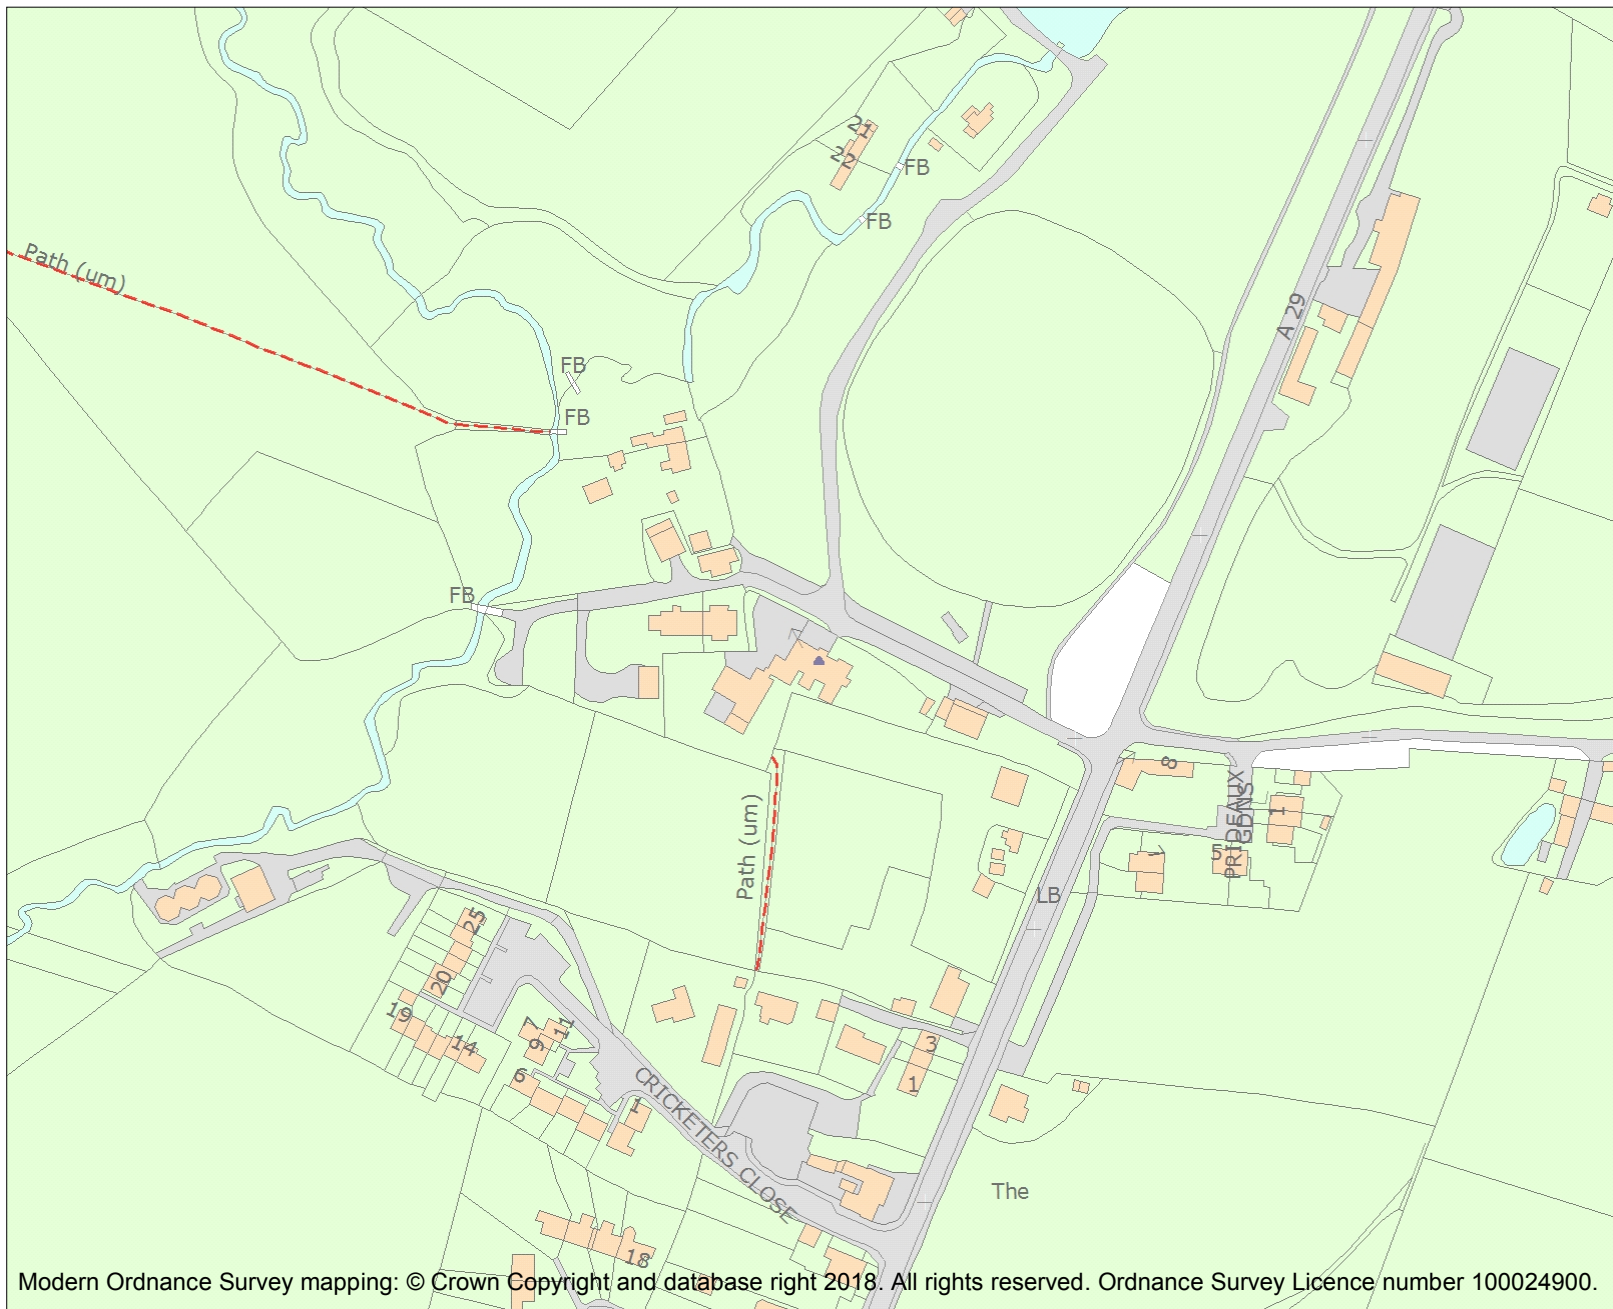 21
22
FB
FB
Path (um)
A 29
FB
FB
FB
7
8
PRIDEAUX
GDNS
1
Path (um)
5
7
LB
25
20
19
7
11
9
14
3
6
1
1
CRICKETERS CLOSE
The
18
Modern Ordnance Survey mapping: © Crown Copyright and database right 2018. All rights reserved. Ordnance Survey Licence number 100024900.